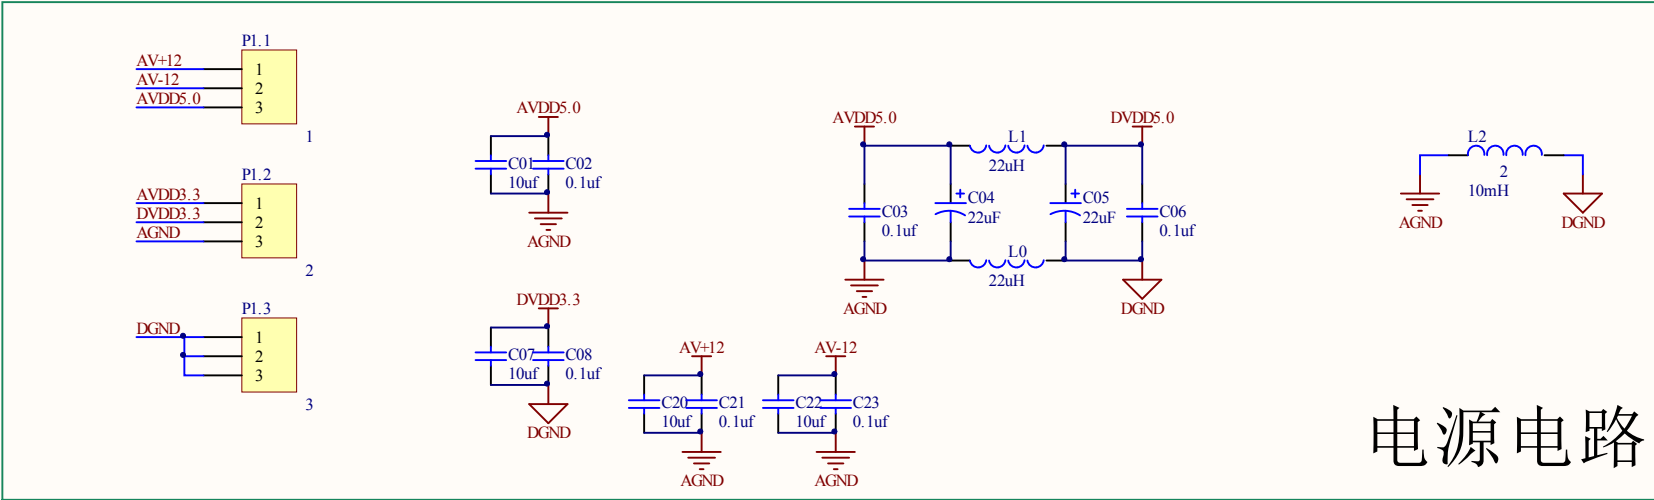 P1.1
AV+12
1
AV-12
2
AVDD5.0
3
1
P1.2
AVDD3.3
1
DVDD3.3
2
AGND
3
2
P1.3
DGND
1
2
3
3
AVDD5.0
C01
C02
10uf
0.1uf
AGND
DVDD3.3
C07
C08
10uf
0.1uf
DGND
AV+12
C20
C21
10uf
0.1uf
AGND
AV-12
C22
C23
10uf
0.1uf
AGND
AVDD5.0
DVDD5.0
L1
22uH
C03
0.1uf
C04
22uF
C05
22uF
C06
0.1uf
L0
22uH
AGND
DGND
L2
2
10mH
AGND
DGND
电源电路